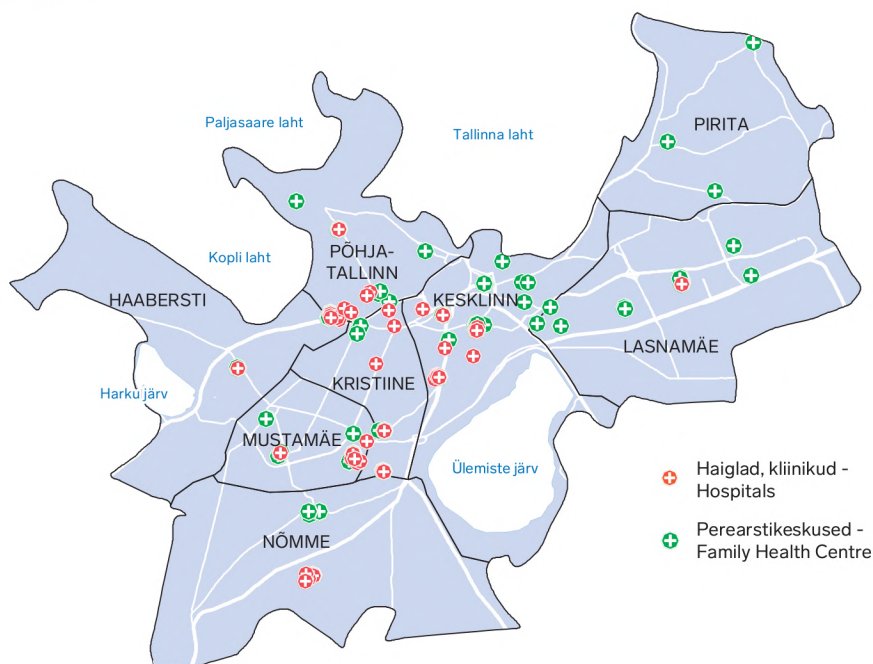 Paljasaare laht
Tallinna laht
PIRITA
Kopli laht
PÕHJA-
TALLINN
HAABERSTI
KESKLINN
LASNAMÄE
Harku järv
KRISTIINE
MUSTAMÄE
Ülemiste järv
Haiglad, kliinikud -
Hospitals
Perearstikeskused -
Family Health Centre
NÕMME